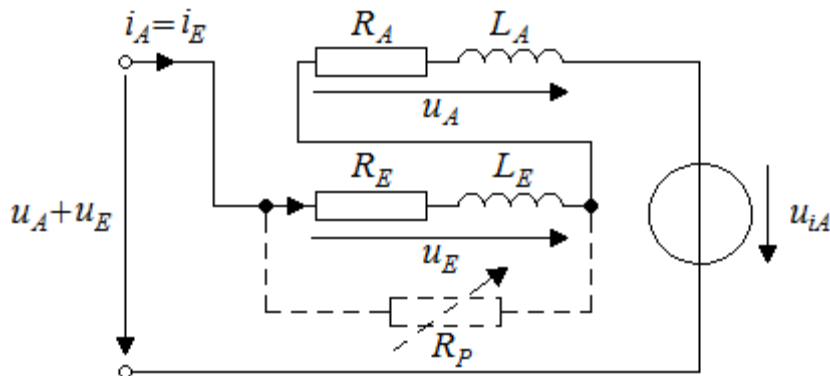 i_A=i_E
R_A
L_A
u_A
R_E
L_E
u_A+u_E
u_iA
u_E
R_P